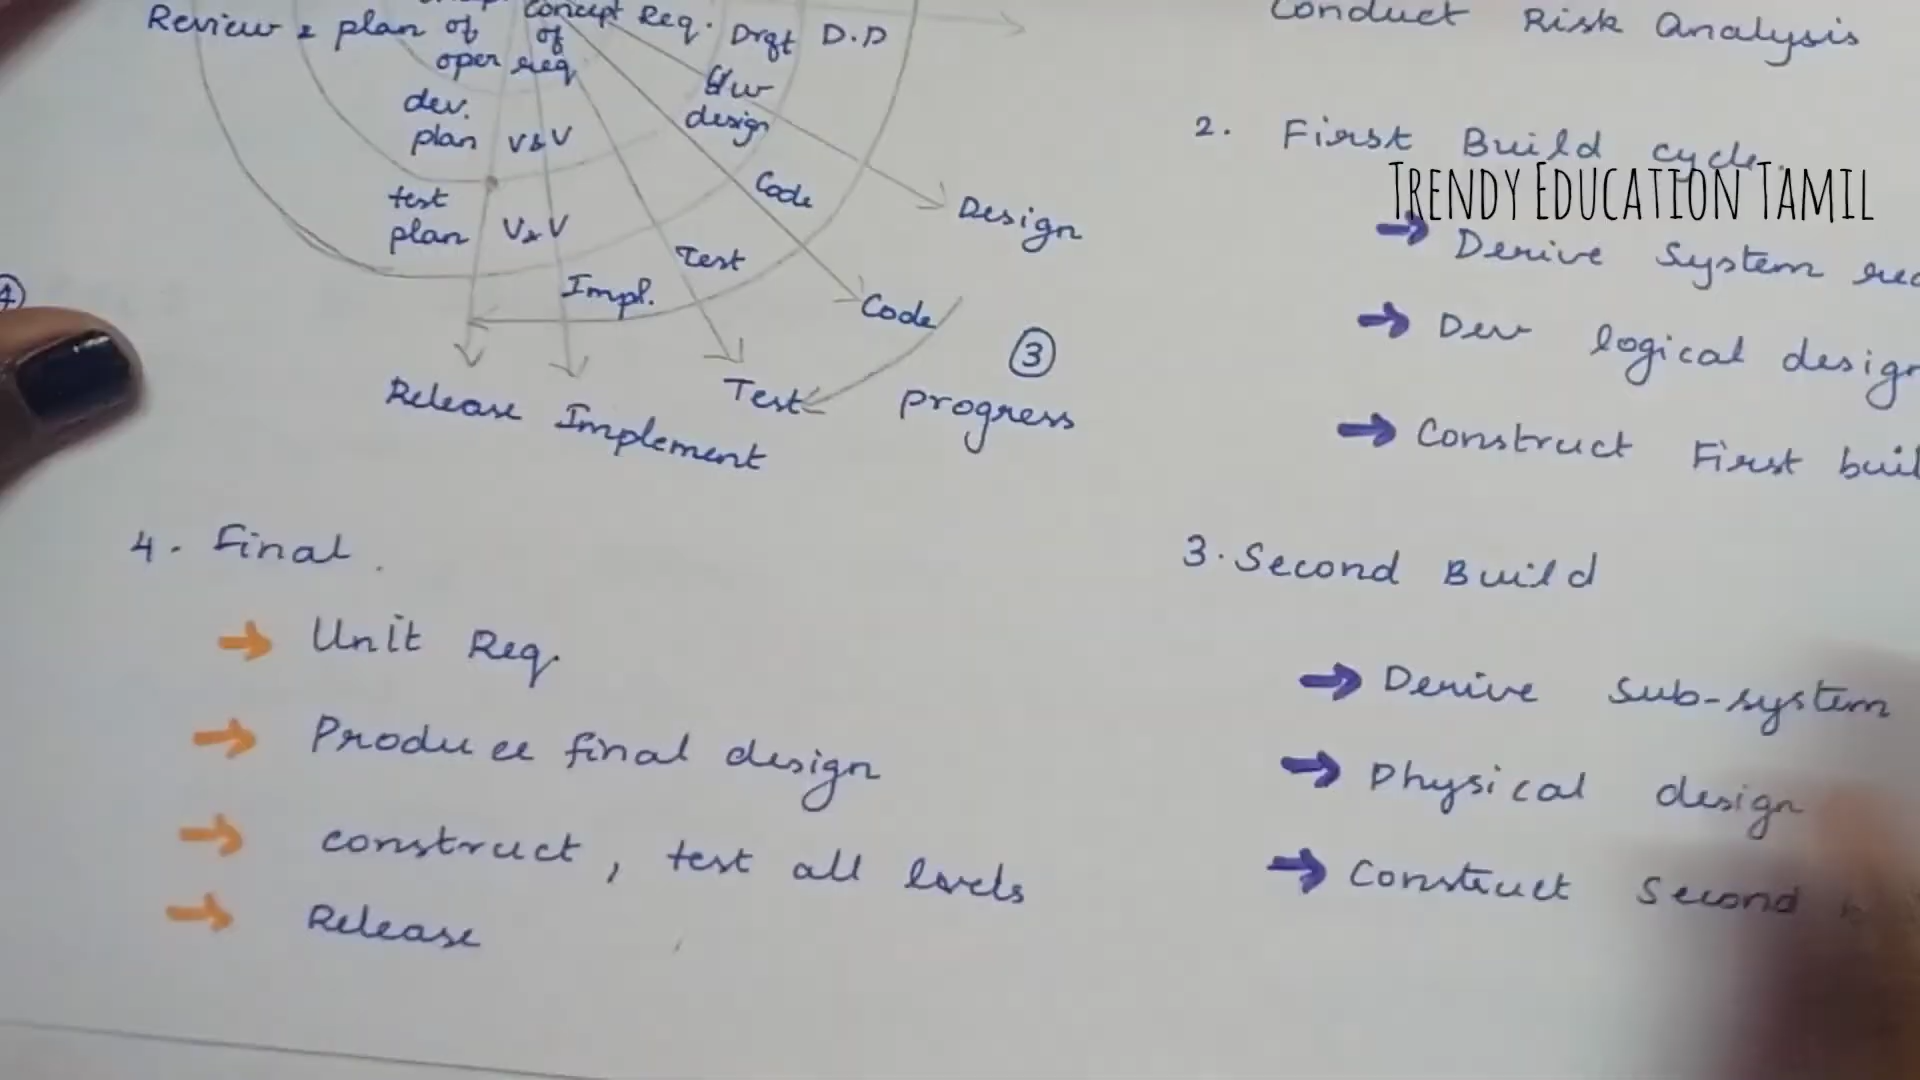 Concept Req. Drqt D.D
Review & plan of of
oper req
S/w
design
dev.
plan V&V
Code
test
plan V&V
Test
Impl.
Design
Code
Test
Release Implement
3
progress
4
4. Final.
Unit Req.
Produce final design
construct, test all levels
Release
Conduct Risk Analysis
2. First Build cycle.
TRENDY EDUCATION TAMIL
Derive System
Dev logical design
Construct First
3. Second Build
Derive sub-system
Physical design
Construct Second